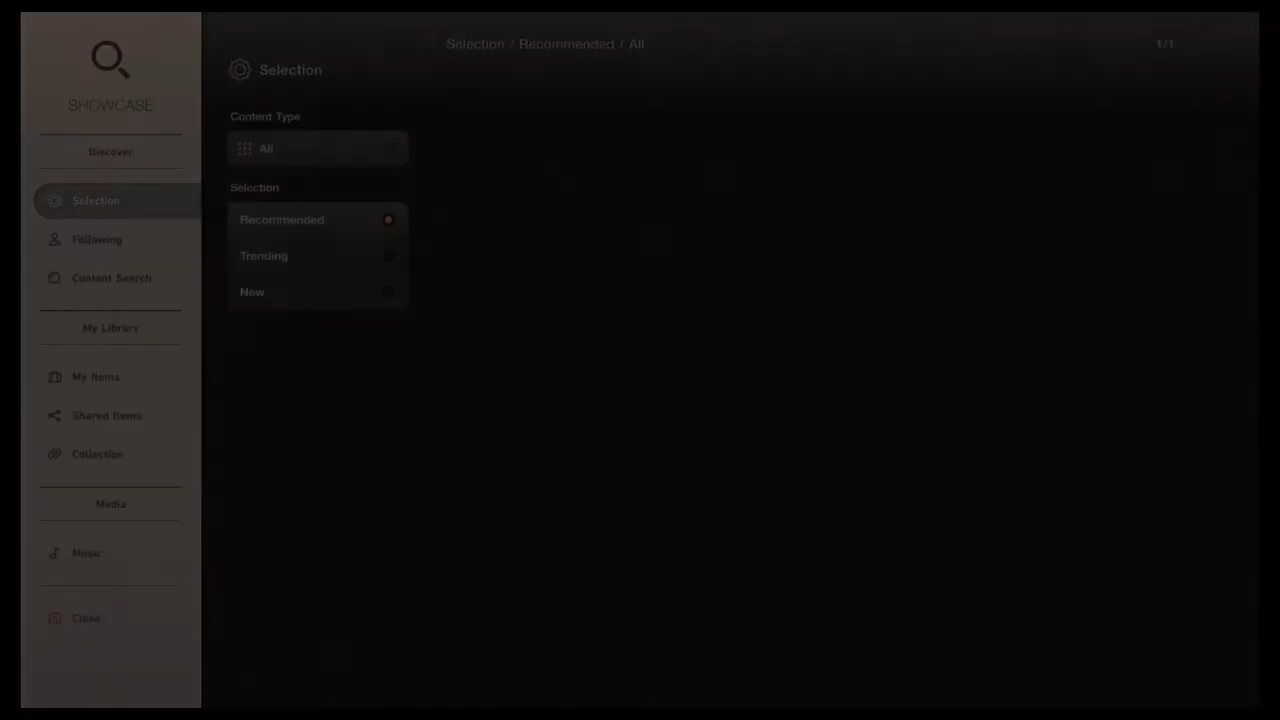 SHOWCASE
Discover
Selection
Following
Content Search
My Library
My Items
Shared Items
Collection
Media
Music
Close
Selection
Content Type
All
Selection
Recommended
Trending
New
Selection / Recommended / All
1/1